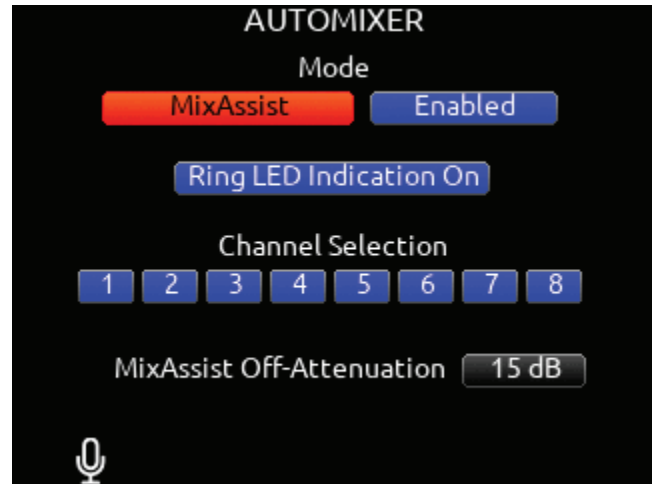 AUTOMIXER
Mode
MixAssist Enabled
Ring LED Indication On
Channel Selection
1 2 3 4 5 6 7 8
MixAssist Off-Attenuation 15 dB